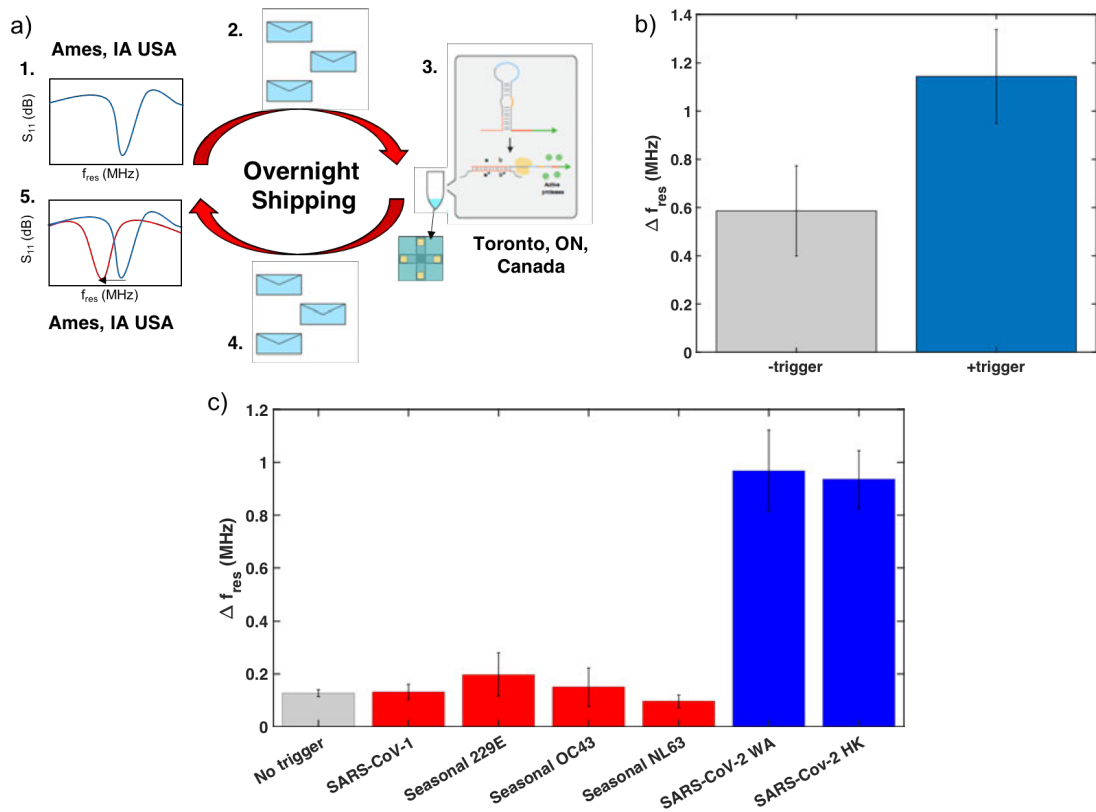 a)
Ames, IA USA
1.
S11 (dB)
fres (MHz)
5.
S11 (dB)
fres (MHz)
Ames, IA USA
2.
Overnight
Shipping
4.
3.
a b
a* b*
Active
protease
Toronto, ON,
Canada
b)
Δ fres (MHz)
1.4
1.2
1
0.8
0.6
0.4
0.2
0
-trigger
+trigger
c)
Δ fres (MHz)
1.2
1
0.8
0.6
0.4
0.2
0
No trigger
SARS-CoV-1
Seasonal 229E
Seasonal OC43
Seasonal NL63
SARS-CoV-2 WA
SARS-CoV-2 HK